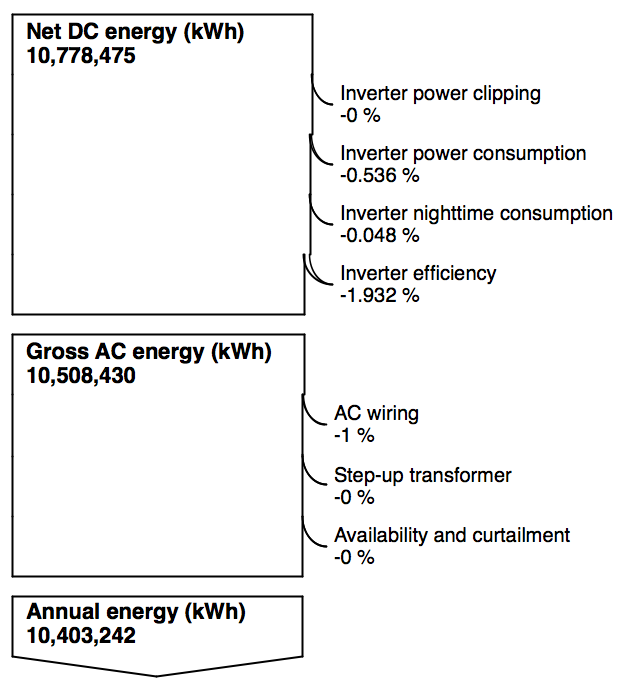 Net DC energy (kWh)
10,778,475
Inverter power clipping
-0 %
Inverter power consumption
-0.536 %
Inverter nighttime consumption
-0.048 %
Inverter efficiency
-1.932 %
Gross AC energy (kWh)
10,508,430
AC wiring
-1 %
Step-up transformer
-0 %
Availability and curtailment
-0 %
Annual energy (kWh)
10,403,242